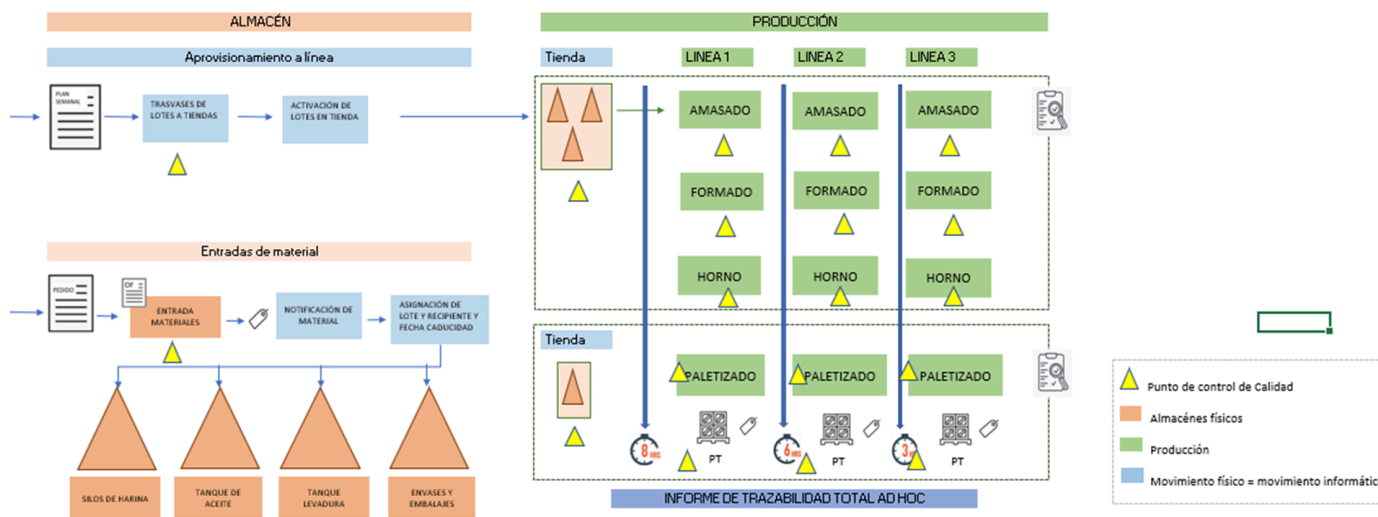 ALMACÉN
PRODUCCIÓN
Aprovisionamiento a línea
Tienda
LINEA 1
LINEA 2
LINEA 3
PLAN
SEMANAL
TRASVASES DE
LOTES A TIENDAS
ACTIVACIÓN DE
LOTES EN TIENDA
AMASADO
AMASADO
AMASADO
FORMADO
FORMADO
FORMADO
HORNO
HORNO
HORNO
Entradas de material
PEDIDO
OF
ENTRADA
MATERIALES
NOTIFICACIÓN DE
MATERIAL
ASIGNACIÓN DE
LOTE Y RECIPIENTE Y
FECHA CADUCIDAD
Tienda
PALETIZADO
PALETIZADO
PALETIZADO
8 HRS
6 HRS
3
PT
PT
PT
SILOS DE HARINA
TANQUE DE
ACEITE
TANQUE
LEVADURA
ENVASES Y
EMBALAJES
INFORME DE TRAZABILIDAD TOTAL AD HOC
Punto de control de Calidad
Almacénes físicos
Producción
Movimiento físico = movimiento informátic